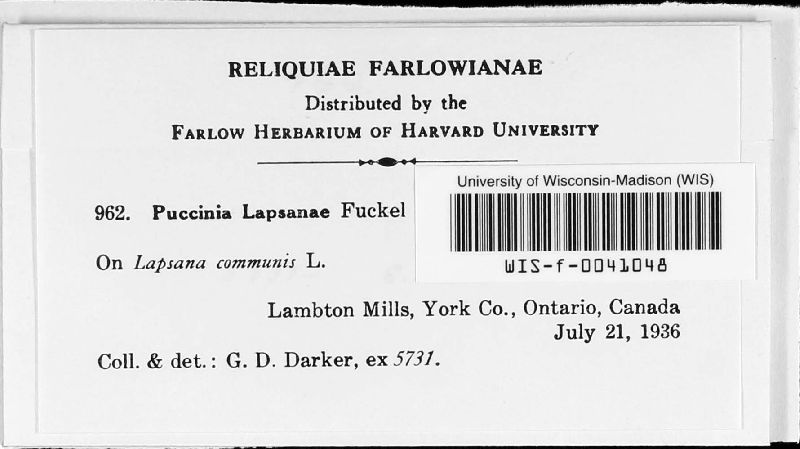 RELIQUIAE FARLOWIANAE
Distributed by the
FARLOW HERBARIUM OF HARVARD UNIVERSITY
962. Puccinia Lapsanae Fuckel
University of Wisconsin-Madison (WIS)
WIS-f-0041048
On Lapsana communis L.
Lambton Mills, York Co., Ontario, Canada
July 21, 1936
Coll. & det.: G. D. Darker, ex 5731.